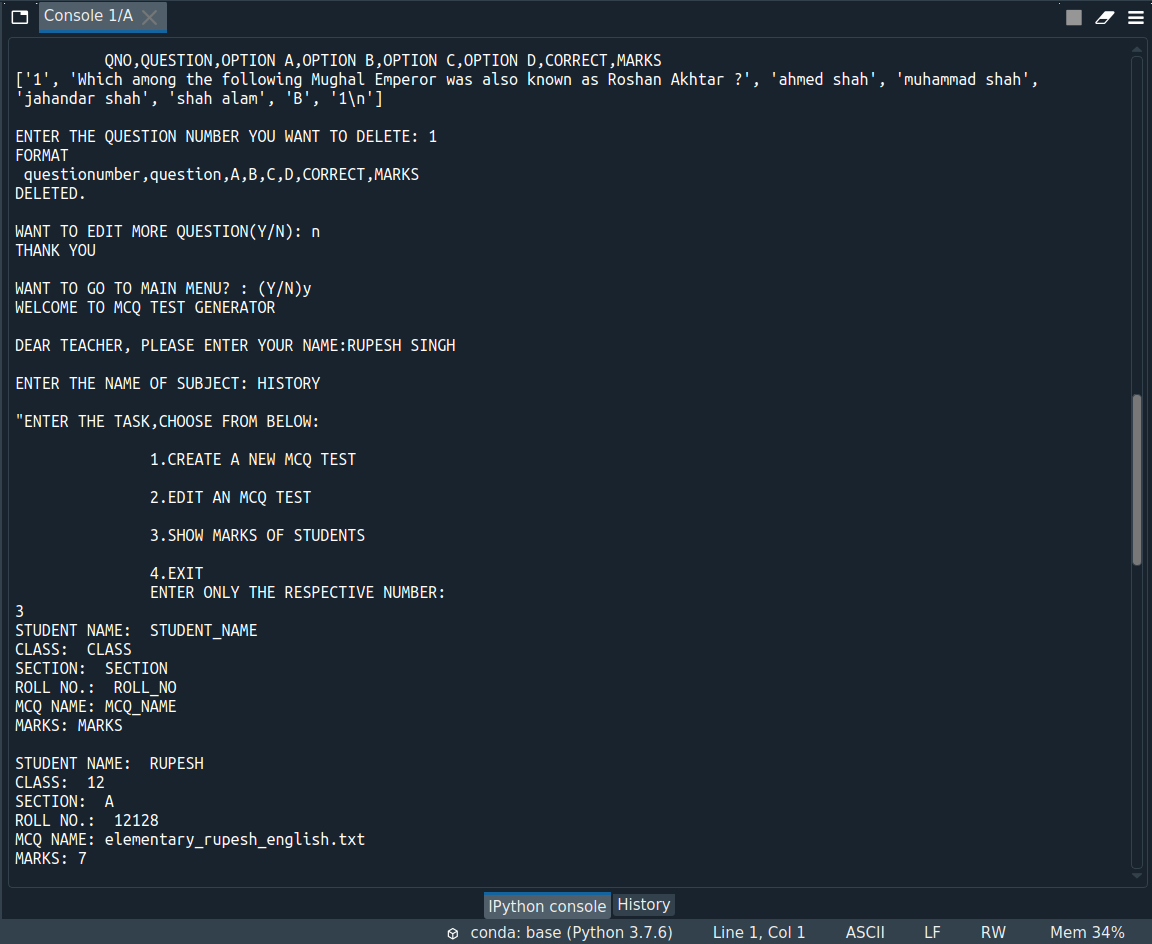 Console 1/A
QNO,QUESTION,OPTION A,OPTION B,OPTION C,OPTION D,CORRECT,MARKS
['1', 'Which among the following Mughal Emperor was also known as Roshan Akhtar ?', 'ahmed shah', 'muhammad shah',
'jahandar shah', 'shah alam', 'B', '1\n']
ENTER THE QUESTION NUMBER YOU WANT TO DELETE: 1
FORMAT
questionumber,question,A,B,C,D,CORRECT,MARKS
DELETED.
WANT TO EDIT MORE QUESTION(Y/N): n
THANK YOU
WANT TO GO TO MAIN MENU? : (Y/N)y
WELCOME TO MCQ TEST GENERATOR
DEAR TEACHER, PLEASE ENTER YOUR NAME:RUPESH SINGH
ENTER THE NAME OF SUBJECT: HISTORY
"ENTER THE TASK,CHOOSE FROM BELOW:
1.CREATE A NEW MCQ TEST
2.EDIT AN MCQ TEST
3.SHOW MARKS OF STUDENTS
4.EXIT
ENTER ONLY THE RESPECTIVE NUMBER:
3
STUDENT NAME:  STUDENT_NAME
CLASS:  CLASS
SECTION:  SECTION
ROLL NO.:  ROLL_NO
MCQ NAME: MCQ_NAME
MARKS: MARKS
STUDENT NAME:  RUPESH
CLASS:  12
SECTION:  A
ROLL NO.:  12128
MCQ NAME: elementary_rupesh_english.txt
MARKS: 7
IPython console History
conda: base (Python 3.7.6) Line 1, Col 1 ASCII LF RW Mem 34%